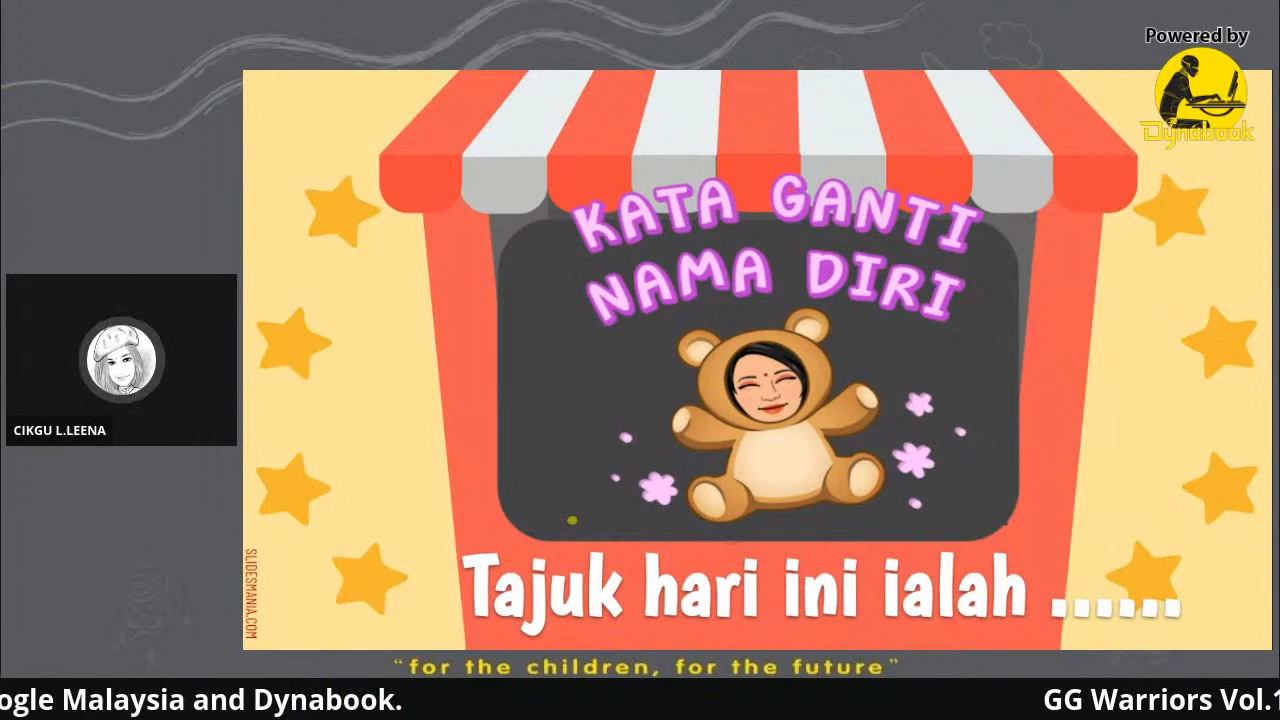 Powered by
Dynabook
KATA GANTI
NAMA DIRI
CIKGU L.LEENA
Tajuk hari ini ialah ......
SLIDESMANIA.COM
“for the children, for the future”
ogle Malaysia and Dynabook.
GG Warriors Vol.1